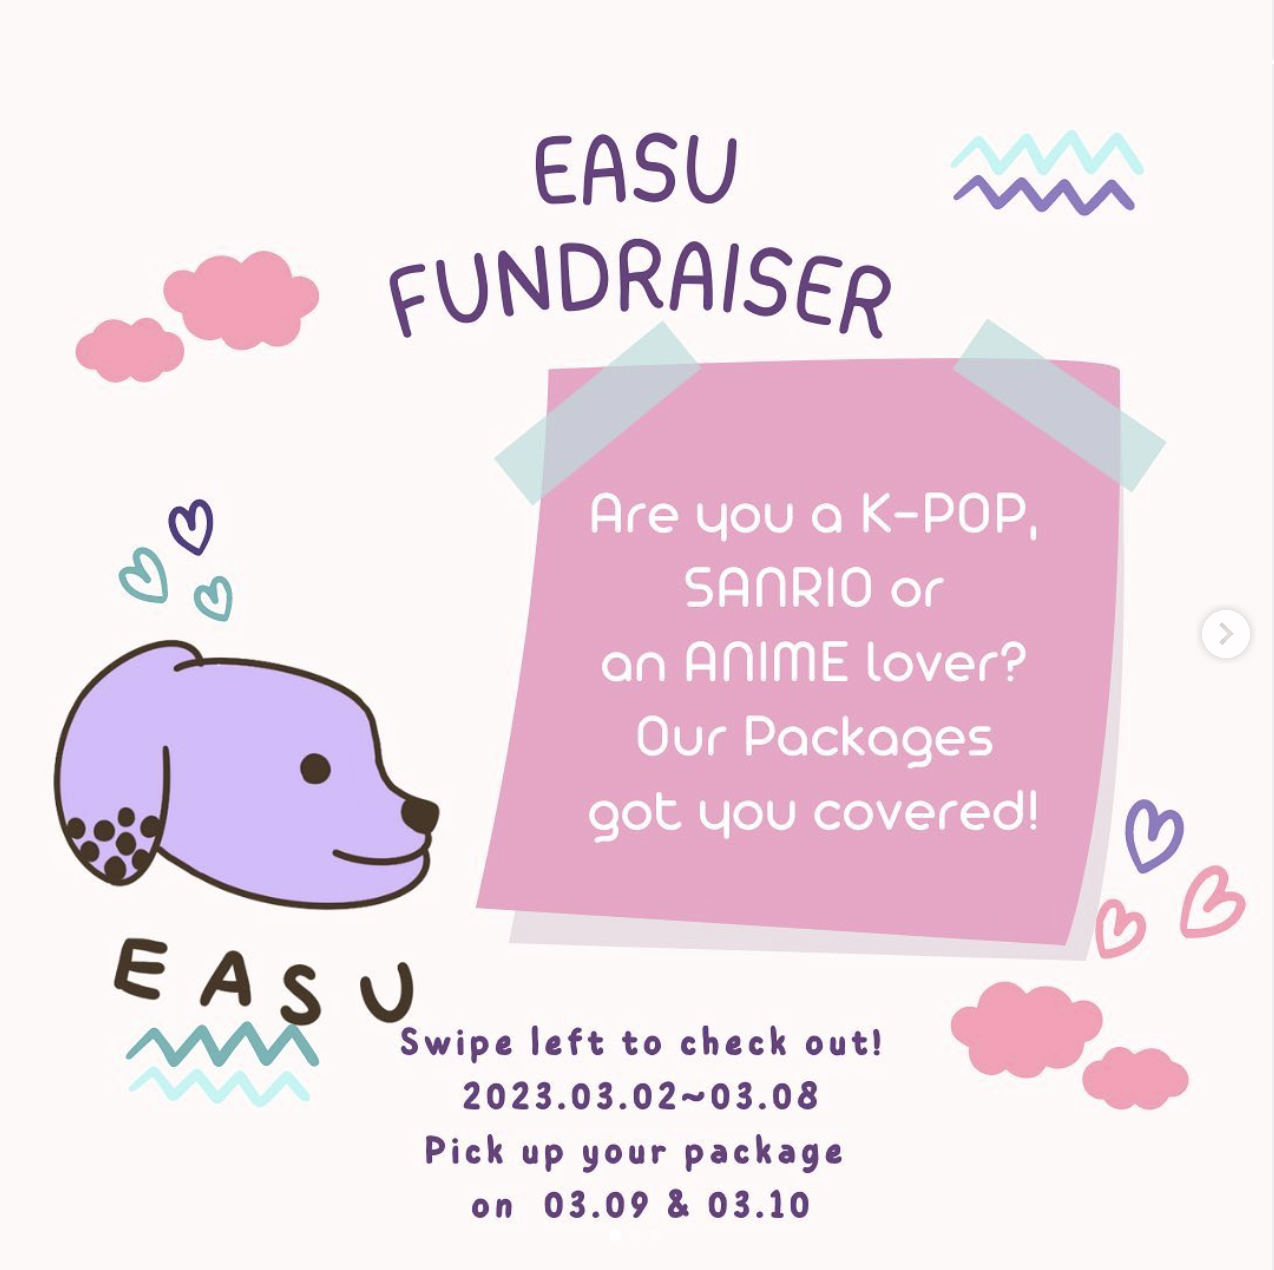 EASU
FUNDRAISER
Are you a K-POP,
SANRIO or
an ANIME lover?
Our Packages
got you covered!
EASU
Swipe left to check out!
2023.03.02~03.08
Pick up your package
on 03.09 & 03.10